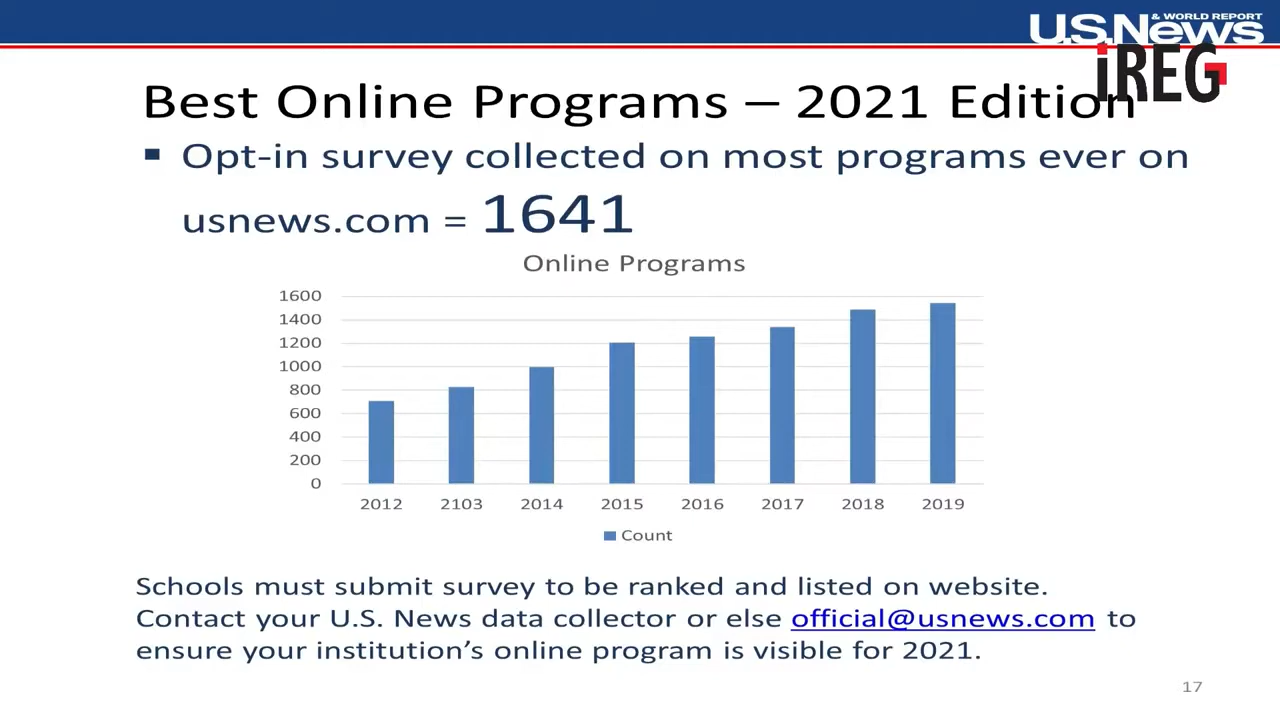 & WORLD REPORT
U.S.News
iREG
Best Online Programs – 2021 Edition
▪ Opt-in survey collected on most programs ever on
usnews.com = 1641
Online Programs
1600
1400
1200
1000
800
600
400
200
0
2012 2103 2014 2015 2016 2017 2018 2019
Count
Schools must submit survey to be ranked and listed on website.
Contact your U.S. News data collector or else official@usnews.com to
ensure your institution’s online program is visible for 2021.
17